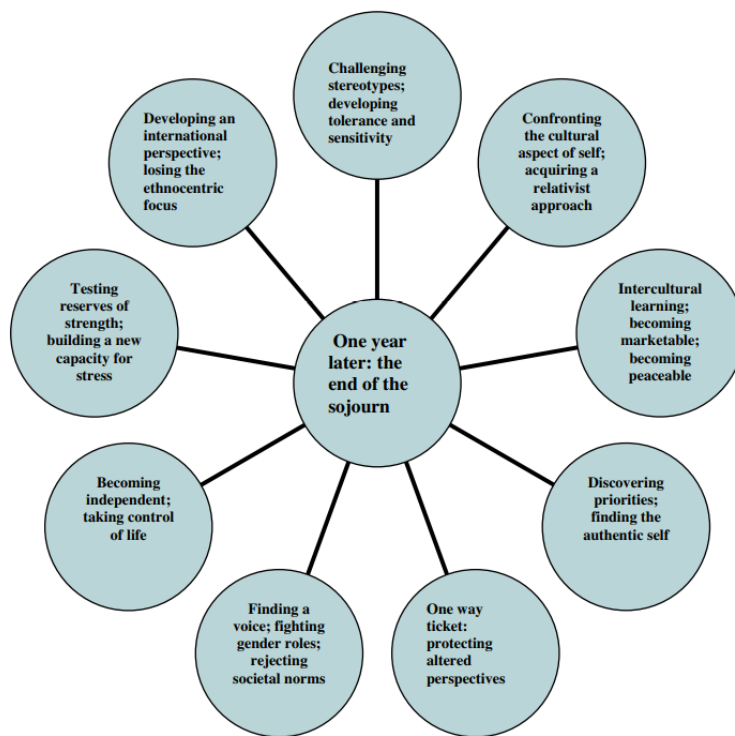 Challenging
stereotypes;
developing
tolerance and
sensitivity
Confronting
the cultural
aspect of self;
acquiring a
relativist
approach
Intercultural
learning;
becoming
marketable;
becoming
peaceable
Discovering
priorities;
finding the
authentic self
One way
ticket:
protecting
altered
perspectives
Finding a
voice; fighting
gender roles;
rejecting
societal norms
Becoming
independent;
taking control
of life
Testing
reserves of
strength;
building a new
capacity for
stress
Developing an
international
perspective;
losing the
ethnocentric
focus
One year
later: the
end of the
sojourn